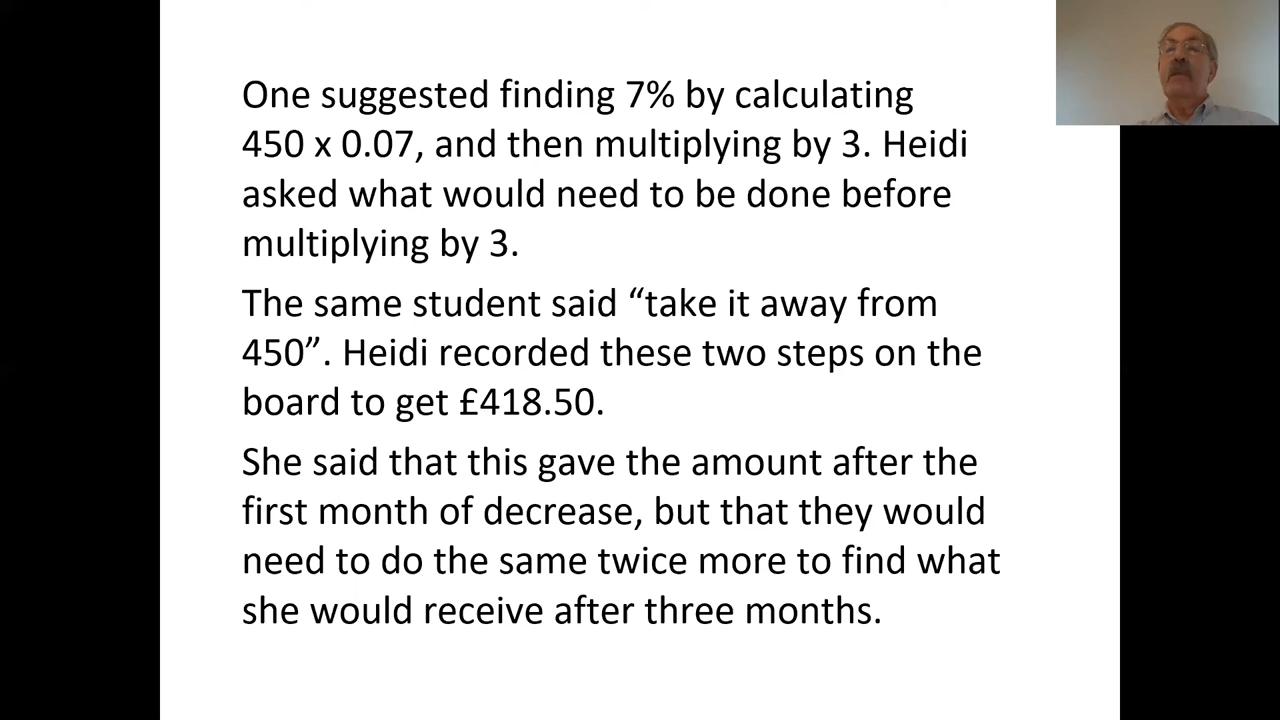 One suggested finding 7% by calculating
450 x 0.07, and then multiplying by 3. Heidi
asked what would need to be done before
multiplying by 3.
The same student said “take it away from
450”. Heidi recorded these two steps on the
board to get £418.50.
She said that this gave the amount after the
first month of decrease, but that they would
need to do the same twice more to find what
she would receive after three months.